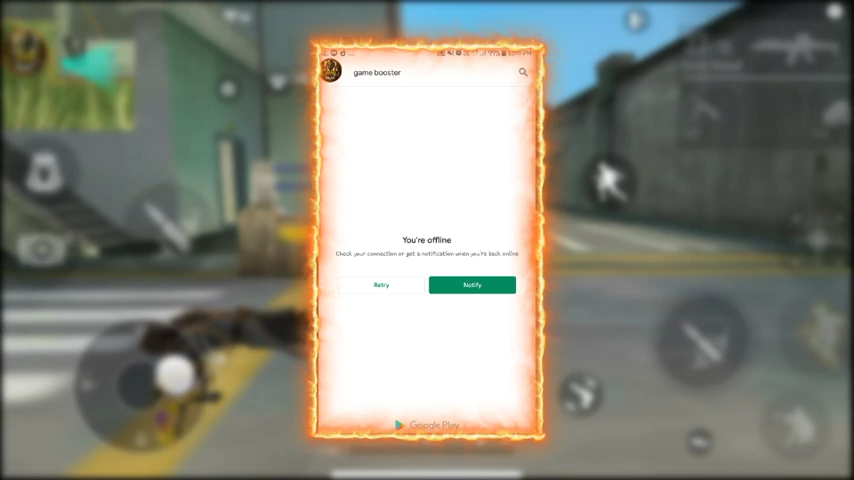 game booster
You're offline
Check your connection or get a notification when you're back online.
Retry
Notify
Google Play